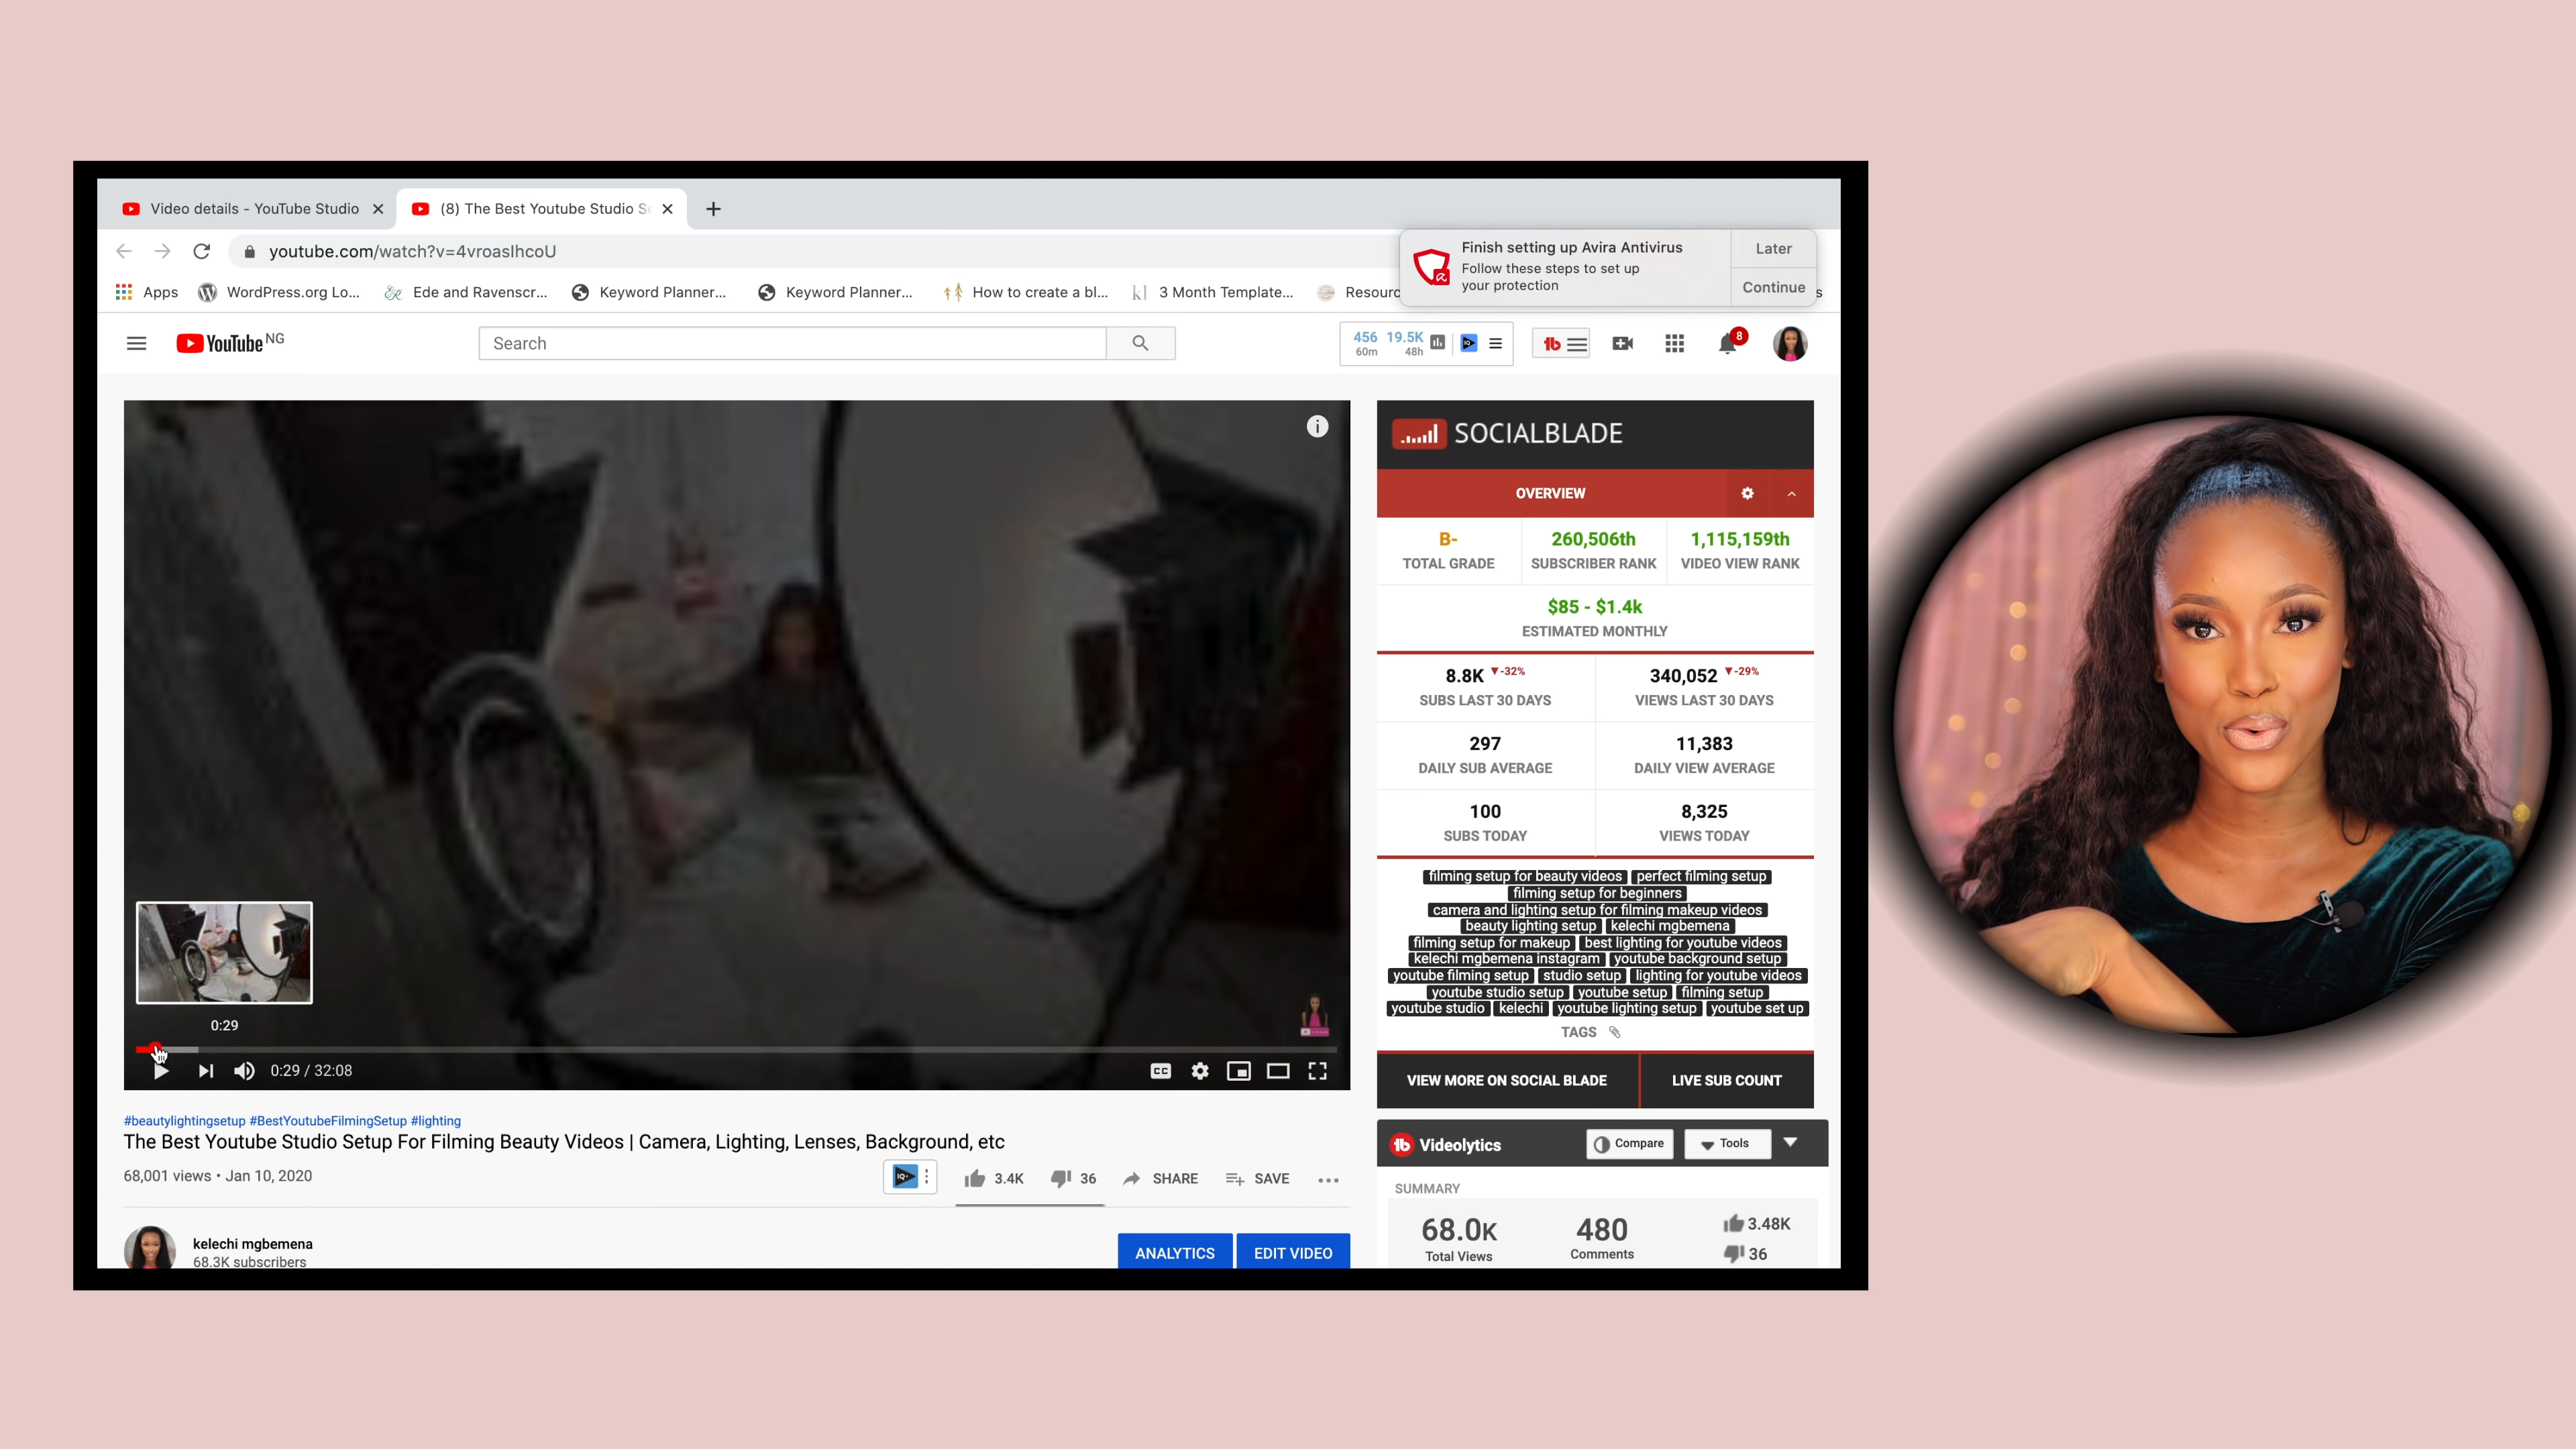 Video details - YouTube Studio
(8) The Best Youtube Studio S
youtube.com/watch?v=4vroasIhcoU
Finish setting up Avira Antivirus
Follow these steps to set up
your protection
Later
Continue
Apps
WordPress.org Lo...
Ede and Ravenscr...
Keyword Planner...
Keyword Planner...
How to create a bl...
3 Month Template...
Resourc
s
YouTube NG
Search
456 19.5K
60m 48h
8
SOCIALBLADE
OVERVIEW
B- 260,506th 1,115,159th
TOTAL GRADE SUBSCRIBER RANK VIDEO VIEW RANK
$85 - $1.4k
ESTIMATED MONTHLY
8.8K -32% 340,052 -29%
SUBS LAST 30 DAYS VIEWS LAST 30 DAYS
297 11,383
DAILY SUB AVERAGE DAILY VIEW AVERAGE
100 8,325
SUBS TODAY VIEWS TODAY
filming setup for beauty videos perfect filming setup
filming setup for beginners
camera and lighting setup for filming makeup videos
beauty lighting setup kelechi mgbemena
filming setup for makeup best lighting for youtube videos
kelechi mgbemena instagram youtube background setup
youtube filming setup studio setup lighting for youtube videos
youtube studio setup youtube setup filming setup
youtube studio kelechi youtube lighting setup youtube set up
TAGS
VIEW MORE ON SOCIAL BLADE LIVE SUB COUNT
0:29
0:29 / 32:08
CC
#beautylightingsetup #BestYoutubeFilmingSetup #lighting
The Best Youtube Studio Setup For Filming Beauty Videos | Camera, Lighting, Lenses, Background, etc
68,001 views • Jan 10, 2020
IQ
3.4K 36 SHARE SAVE
kelechi mgbemena
68.3K subscribers
ANALYTICS EDIT VIDEO
tb Videolytics Compare Tools
SUMMARY
68.0K 480 3.48K
Total Views Comments 36